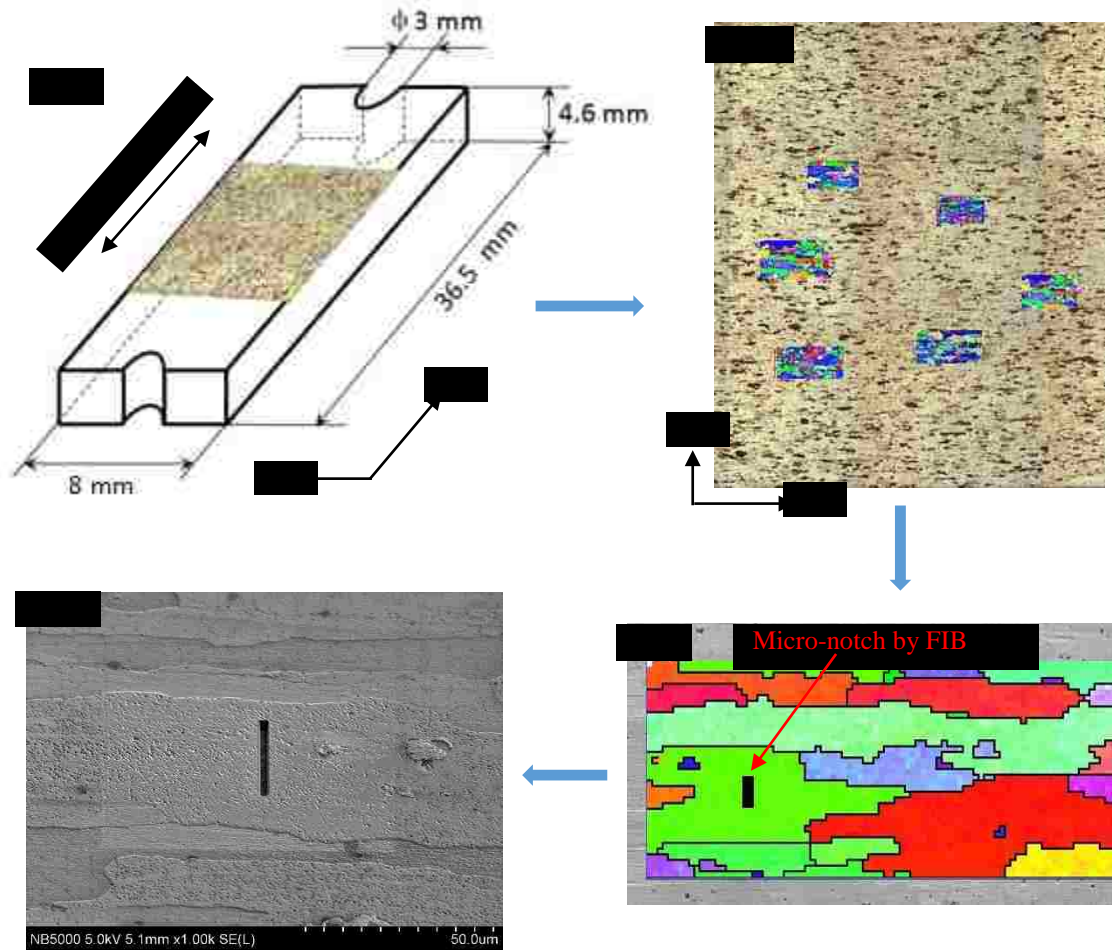 ϕ 3 mm
4.6 mm
36.5 mm
8 mm
Micro-notch by FIB
NB5000 5.0kV 5.1mm x1.00k SE(L)
50.0um